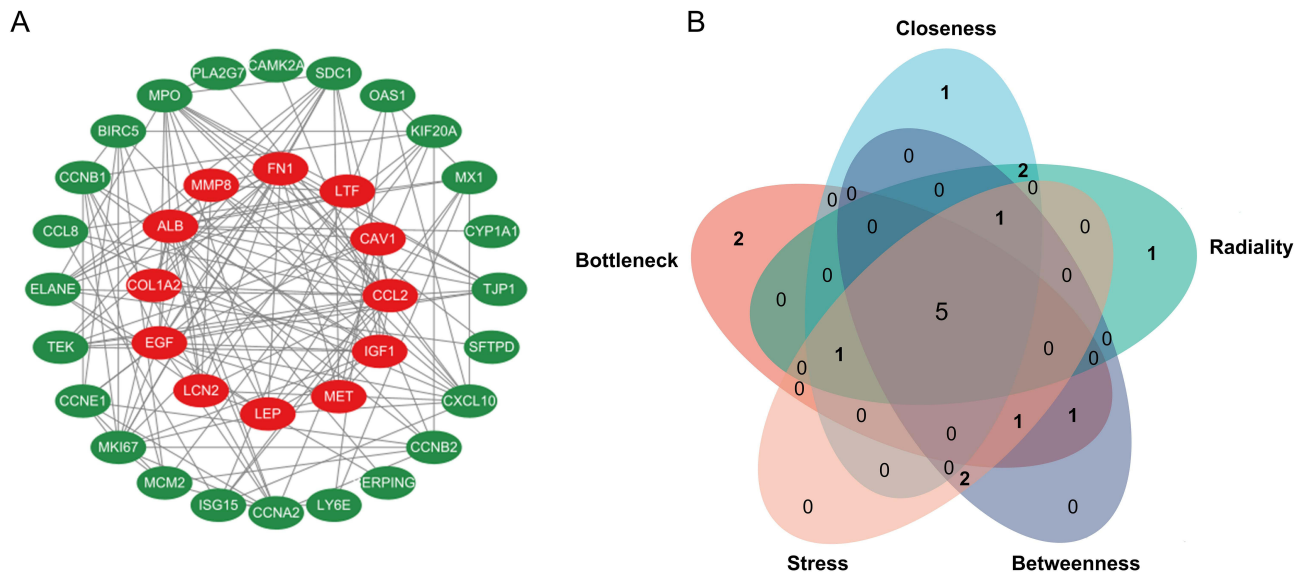 A
B
CAMK2A
PLA2G7
SDC1
MPO
OAS1
BIRC5
KIF20A
FN1
CCNB1
MMP8
LTF
MX1
ALB
CCL8
CAV1
CYP1A1
COL1A2
ELANE
CCL2
TJP1
TEK
EGF
IGF1
SFTPD
LCN2
MET
CCNE1
LEP
CXCL10
MKI67
CCNB2
MCM2
ERPING
ISG15
CCNA2
LY6E
Closeness
1
0
2
0
0 0
0
0
1
0
0
2
Bottleneck
Radiality
1
0
0
0
5
0
0
1
0
0
0
0
0
1
1
0
0
0
2
0
0
Stress
Betweenness